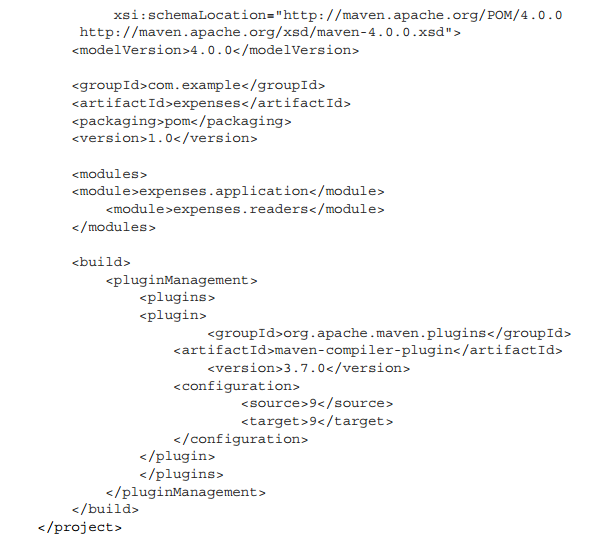 xsi:schemaLocation="http://maven.apache.org/POM/4.0.0
http://maven.apache.org/xsd/maven-4.0.0.xsd">
<modelVersion>4.0.0</modelVersion>
<groupId>com.example</groupId>
<artifactId>expenses</artifactId>
<packaging>pom</packaging>
<version>1.0</version>
<modules>
<module>expenses.application</module>
<module>expenses.readers</module>
</modules>
<build>
<pluginManagement>
<plugins>
<plugin>
<groupId>org.apache.maven.plugins</groupId>
<artifactId>maven-compiler-plugin</artifactId>
<version>3.7.0</version>
<configuration>
<source>9</source>
<target>9</target>
</configuration>
</plugin>
</plugins>
</pluginManagement>
</build>
</project>